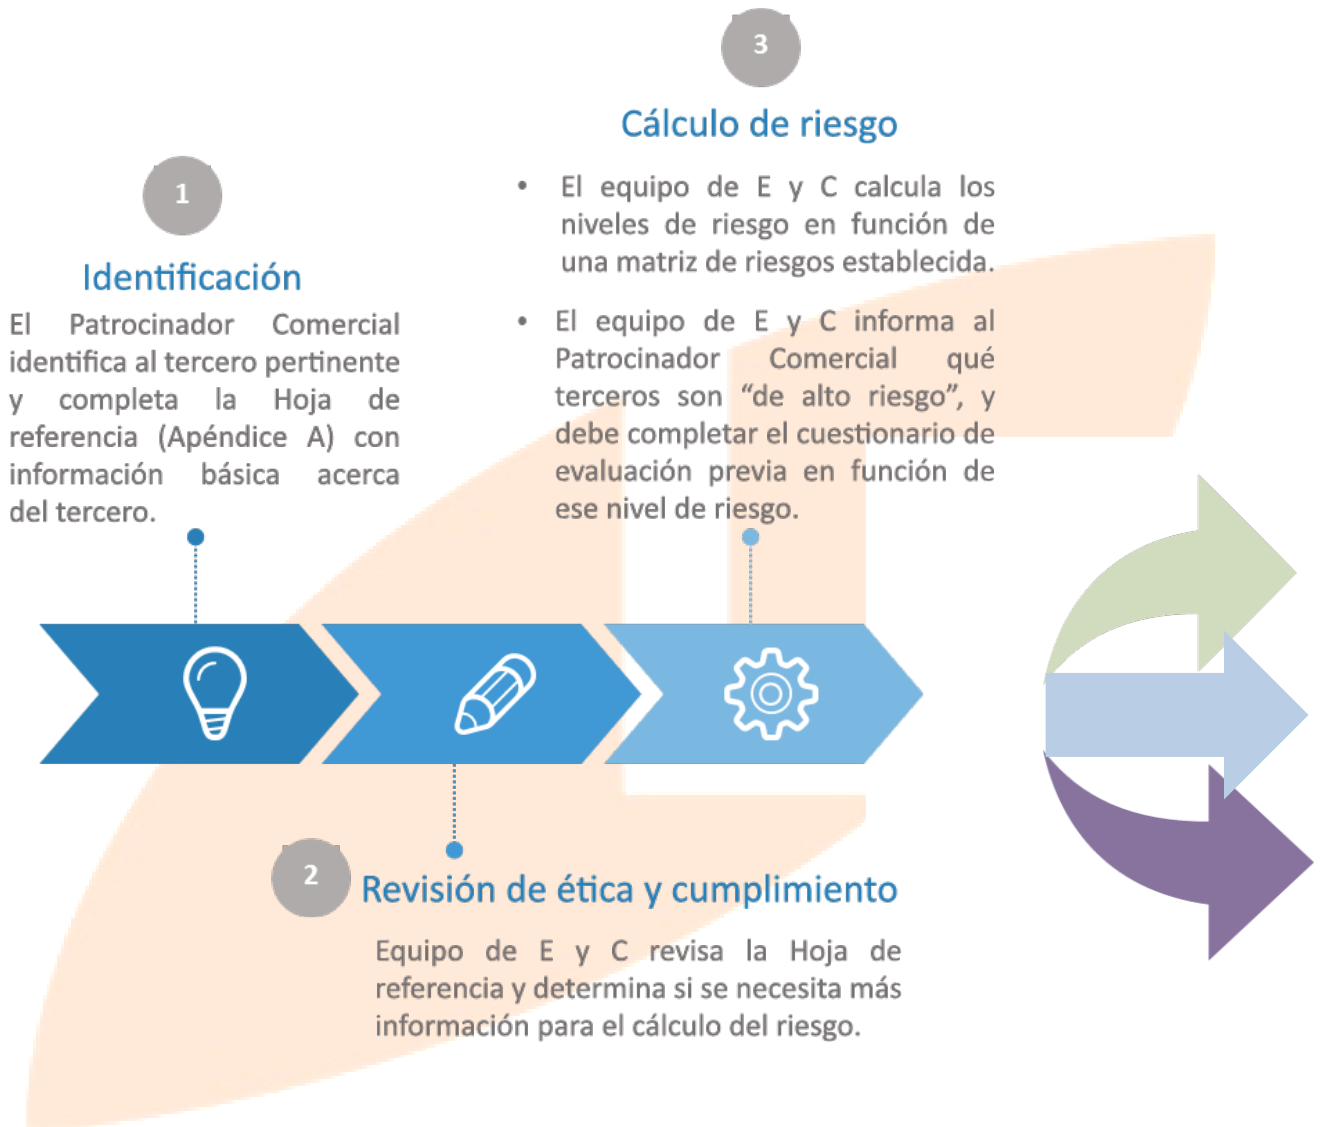 1
Identificación
El Patrocinador Comercial
identifica al tercero pertinente
y completa la Hoja de
referencia (Apéndice A) con
información básica acerca
del tercero.
2
Revisión de ética y cumplimiento
Equipo de E y C revisa la Hoja de
referencia y determina si se necesita más
información para el cálculo del riesgo.
3
Cálculo de riesgo
• El equipo de E y C calcula los
niveles de riesgo en función de
una matriz de riesgos establecida.
• El equipo de E y C informa al
Patrocinador Comercial qué
terceros son “de alto riesgo”, y
debe completar el cuestionario de
evaluación previa en función de
ese nivel de riesgo.